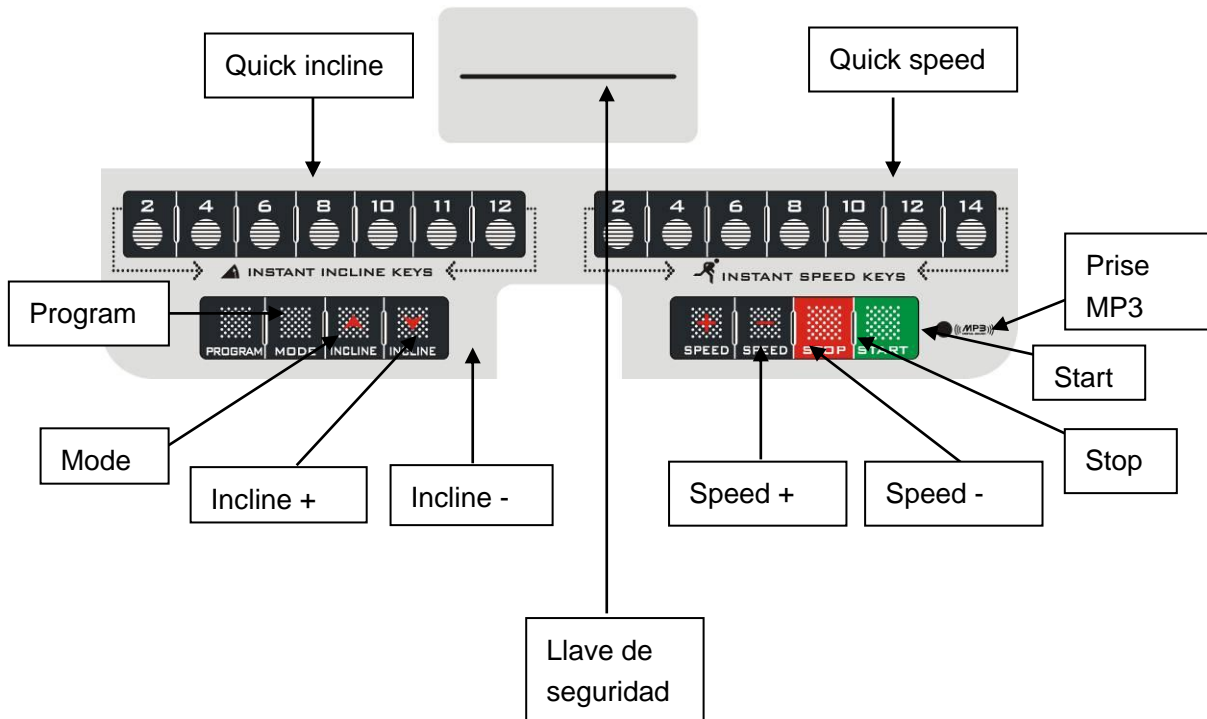 Quick incline
Quick speed
2 4 6 8 10 11 12
2 4 6 8 10 12 14
INSTANT INCLINE KEYS
INSTANT SPEED KEYS
Prise
MP3
Program
PROGRAM MODE INCLINE INCLINE
SPEED SPEED STOP START
MP3
Start
Mode
Incline +
Incline -
Speed +
Speed -
Stop
Llave de
seguridad